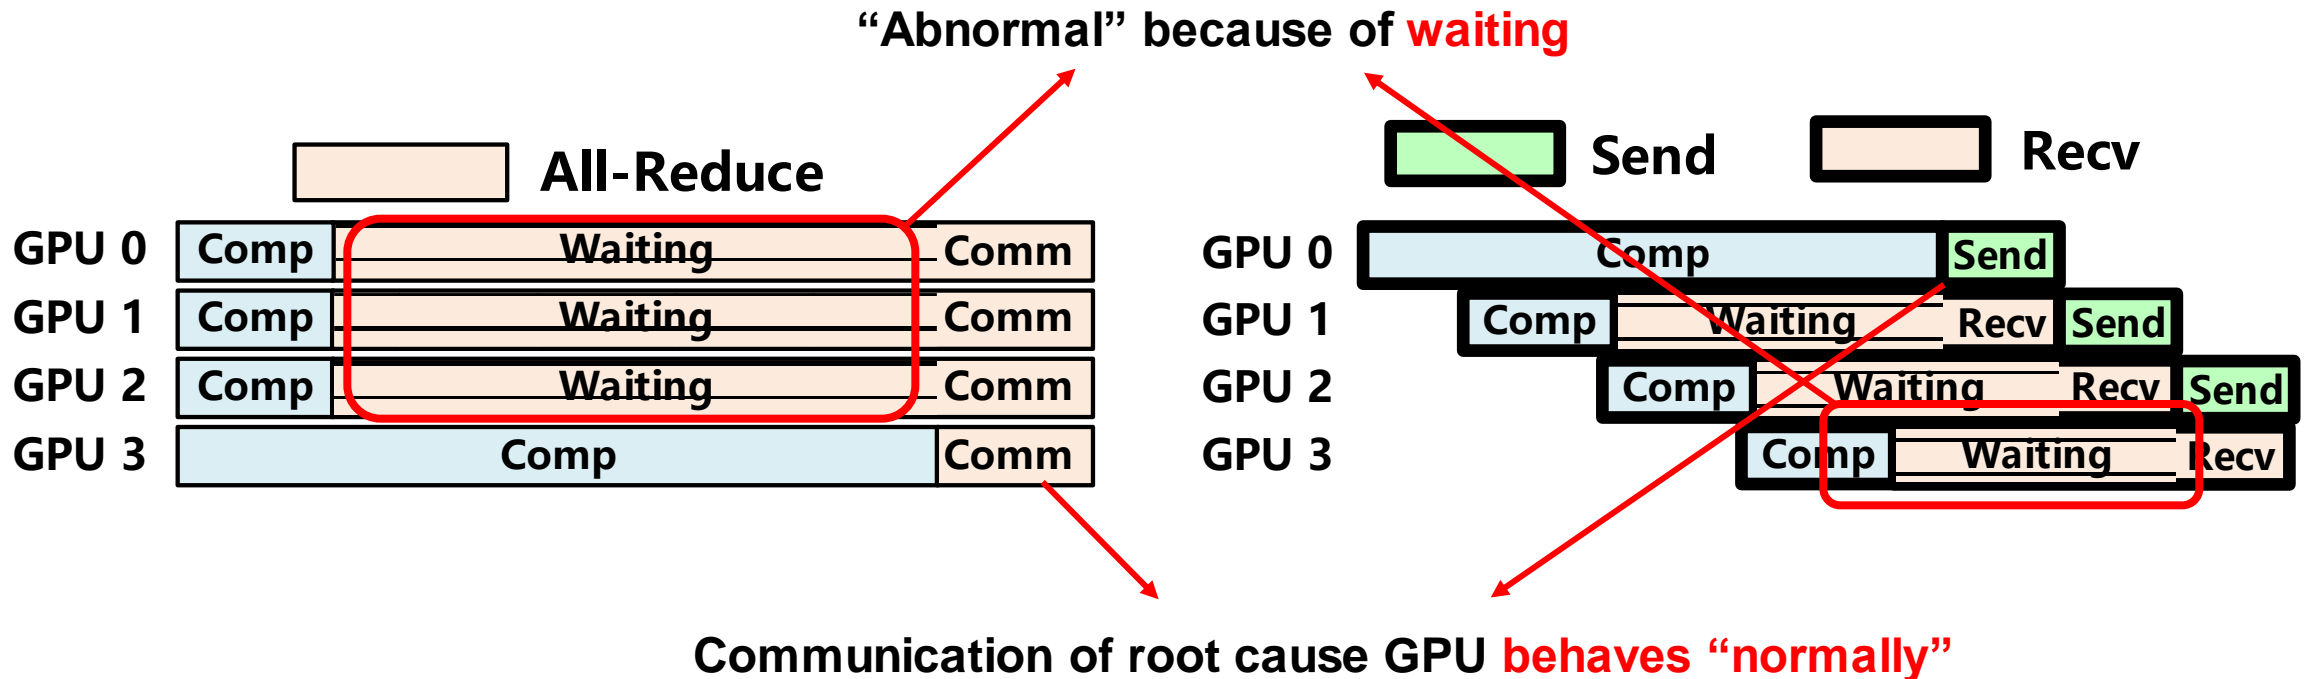 “Abnormal” because of waiting
All-Reduce
GPU 0 Comp Waiting Comm
GPU 1 Comp Waiting Comm
GPU 2 Comp Waiting Comm
GPU 3 Comp Comm
Send Recv
GPU 0 Comp Send
GPU 1 Comp Waiting Recv Send
GPU 2 Comp Waiting Recv Send
GPU 3 Comp Waiting Recv
Communication of root cause GPU behaves “normally”